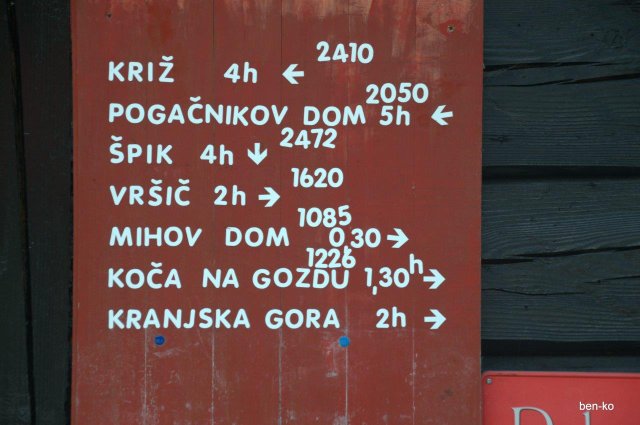 KRIŽ 4h ← 2410
POGAČNIKOV DOM 2050 5h ←
ŠPIK 4h ↓ 2472
VRŠIČ 2h → 1620
MIHOV DOM 1085 0,30 →
KOČA NA GOZDU 1226 1,30 h →
KRANJSKA GORA 2h →
ben-ko